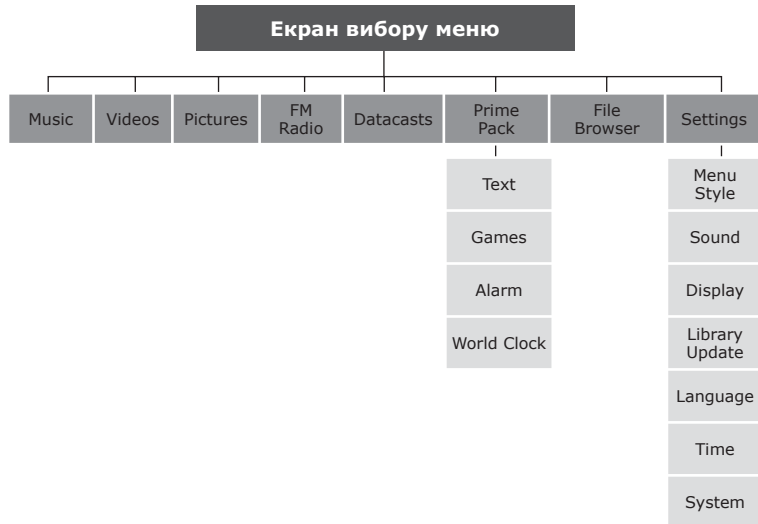 Екран вибору меню
Music
Videos
Pictures
FM
Radio
Datacasts
Prime
Pack
File
Browser
Settings
Text
Games
Alarm
World Clock
Menu
Style
Sound
Display
Library
Update
Language
Time
System